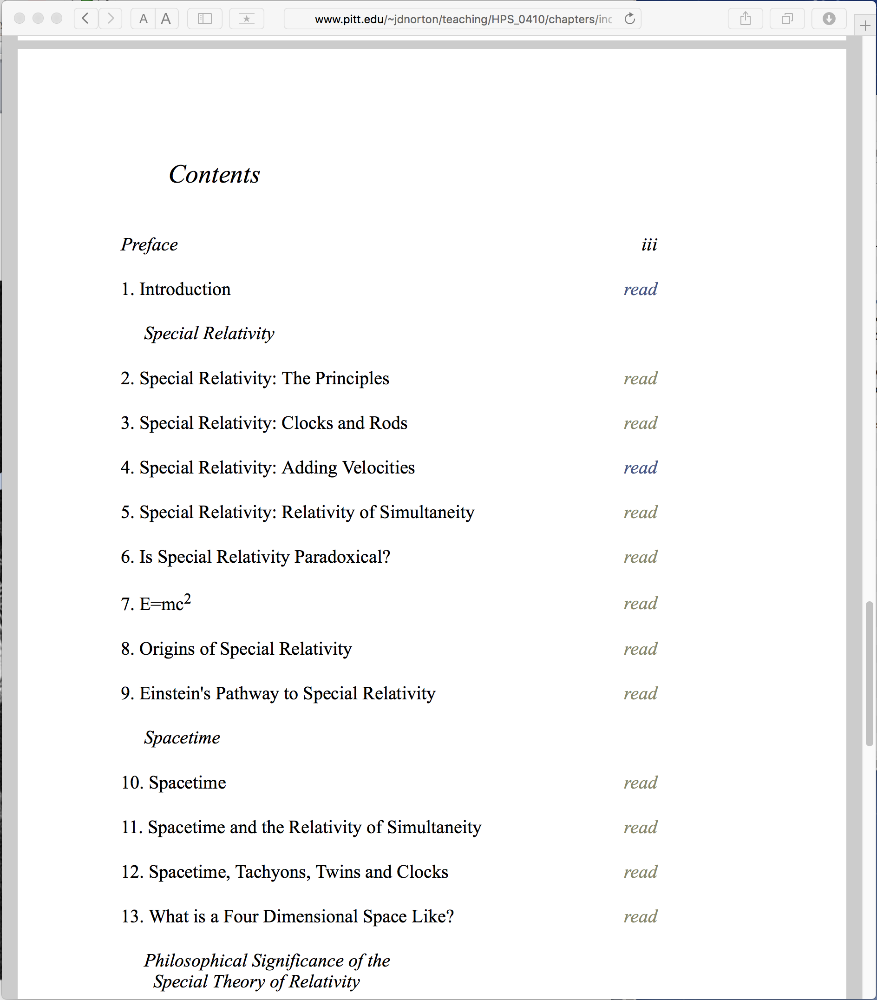 A A www.pitt.edu/~jdnorton/teaching/HPS_0410/chapters/inc
Contents
Preface iii
1. Introduction read
Special Relativity
2. Special Relativity: The Principles read
3. Special Relativity: Clocks and Rods read
4. Special Relativity: Adding Velocities read
5. Special Relativity: Relativity of Simultaneity read
6. Is Special Relativity Paradoxical? read
7. E=mc² read
8. Origins of Special Relativity read
9. Einstein's Pathway to Special Relativity read
Spacetime
10. Spacetime read
11. Spacetime and the Relativity of Simultaneity read
12. Spacetime, Tachyons, Twins and Clocks read
13. What is a Four Dimensional Space Like? read
Philosophical Significance of the
Special Theory of Relativity